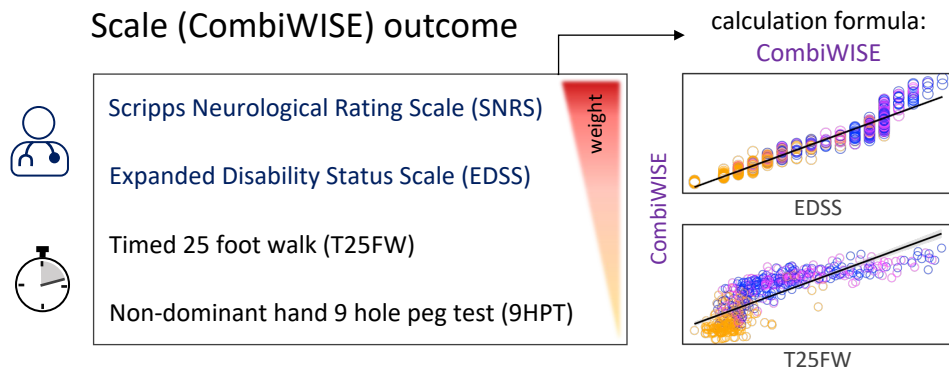 Scale (CombiWISE) outcome
calculation formula:
CombiWISE
Scripps Neurological Rating Scale (SNRS)
Expanded Disability Status Scale (EDSS)
Timed 25 foot walk (T25FW)
Non-dominant hand 9 hole peg test (9HPT)
weight
CombiWISE
EDSS
T25FW